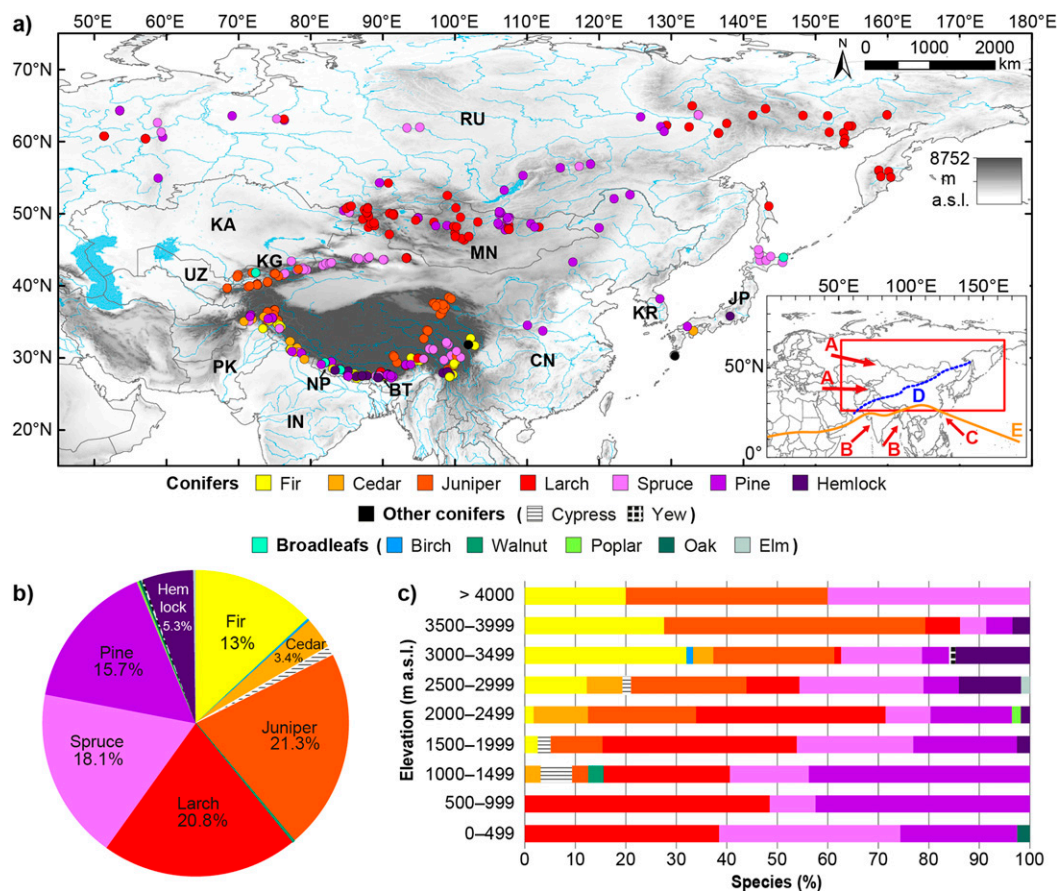 a)
50°E 60°E 70°E 80°E 90°E 100°E 110°E 120°E 130°E 140°E 150°E 160°E 170°E 180°E
N
0 1000 2000
km
70°N
60°N
50°N
40°N
30°N
20°N
RU
8752
m
a.s.l.
KA
MN
UZ
KG
KR
JP
PK
CN
NP
BT
IN
50°E 100°E 150°E
50°N
0°
A
A
D
E
B
B
C
Conifers Fir Cedar Juniper Larch Spruce Pine Hemlock
Other conifers ( Cypress Yew )
Broadleafs ( Birch Walnut Poplar Oak Elm )
b)
Hem
lock
5.3%
Fir
13%
Cedar
3.4%
Juniper
21.3%
Larch
20.8%
Spruce
18.1%
Pine
15.7%
c)
Elevation (m a.s.l.)
> 4000
3500–3999
3000–3499
2500–2999
2000–2499
1500–1999
1000–1499
500–999
0–499
0 10 20 30 40 50 60 70 80 90 100
Species (%)